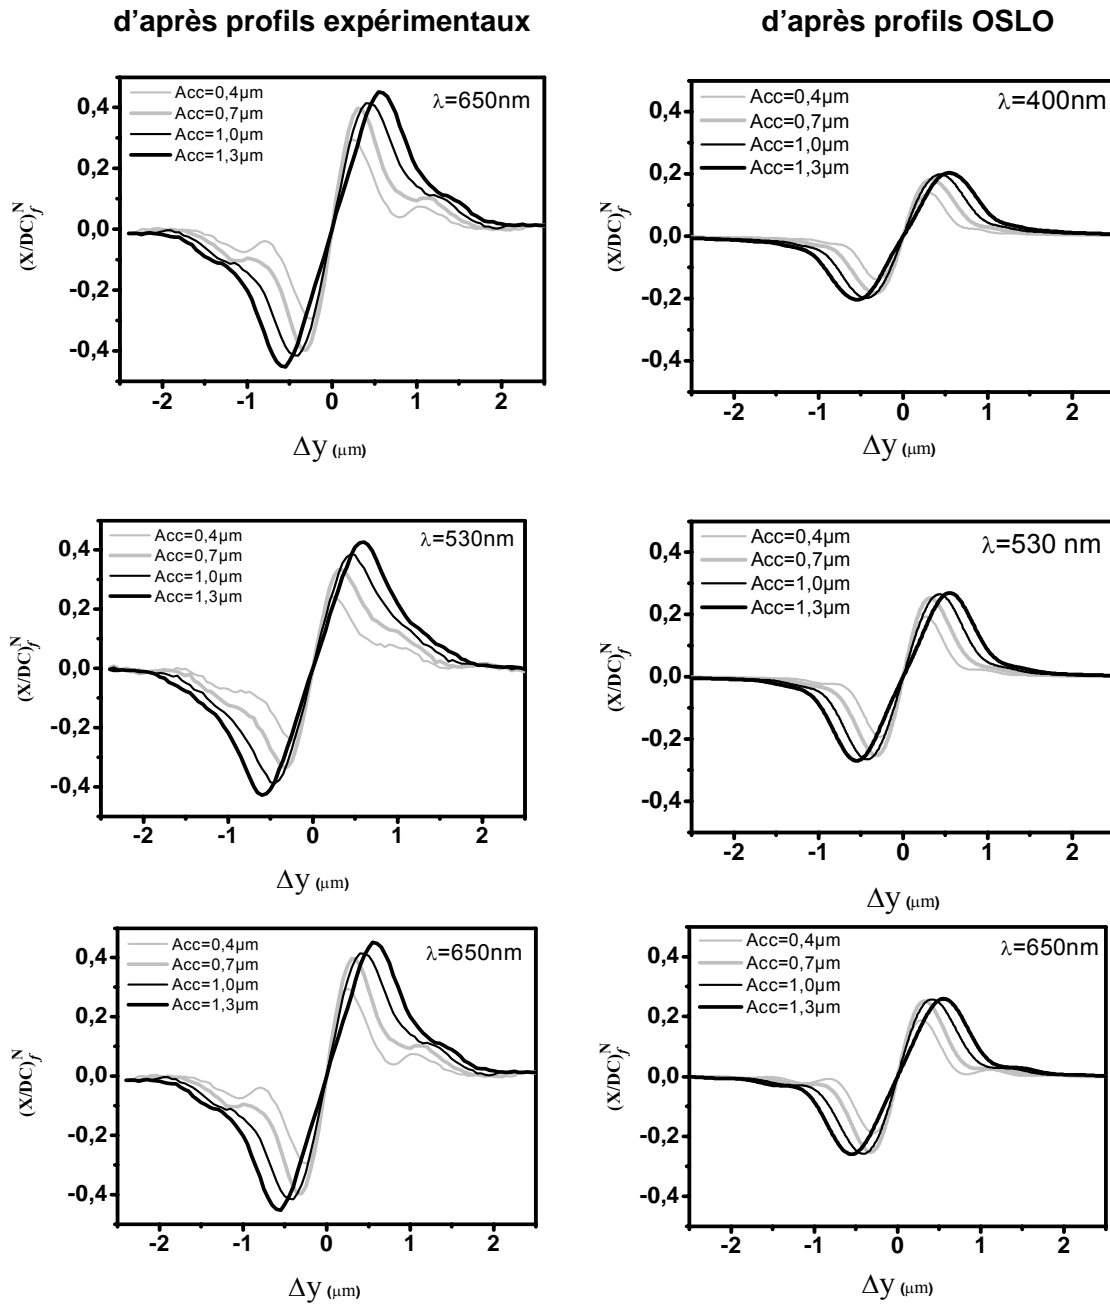 d'après profils expérimentaux
d'après profils OSLO
Acc=0,4µm
Acc=0,7µm
Acc=1,0µm
Acc=1,3µm
λ=650nm
0,4
0,2
0,0
-0,2
-0,4
(X/DC)fN
-2 -1 0 1 2
Δy (µm)
Acc=0,4µm
Acc=0,7µm
Acc=1,0µm
Acc=1,3µm
λ=400nm
0,4
0,2
0,0
-0,2
-0,4
(X/DC)fN
-2 -1 0 1 2
Δy (µm)
Acc=0,4µm
Acc=0,7µm
Acc=1,0µm
Acc=1,3µm
λ=530nm
0,4
0,2
0,0
-0,2
-0,4
(X/DC)fN
-2 -1 0 1 2
Δy (µm)
Acc=0,4µm
Acc=0,7µm
Acc=1,0µm
Acc=1,3µm
λ=530 nm
0,4
0,2
0,0
-0,2
-0,4
(X/DC)fN
-2 -1 0 1 2
Δy (µm)
Acc=0,4µm
Acc=0,7µm
Acc=1,0µm
Acc=1,3µm
λ=650nm
0,4
0,2
0,0
-0,2
-0,4
(X/DC)fN
-2 -1 0 1 2
Δy (µm)
Acc=0,4µm
Acc=0,7µm
Acc=1,0µm
Acc=1,3µm
λ=650nm
0,4
0,2
0,0
-0,2
-0,4
(X/DC)fN
-2 -1 0 1 2
Δy (µm)